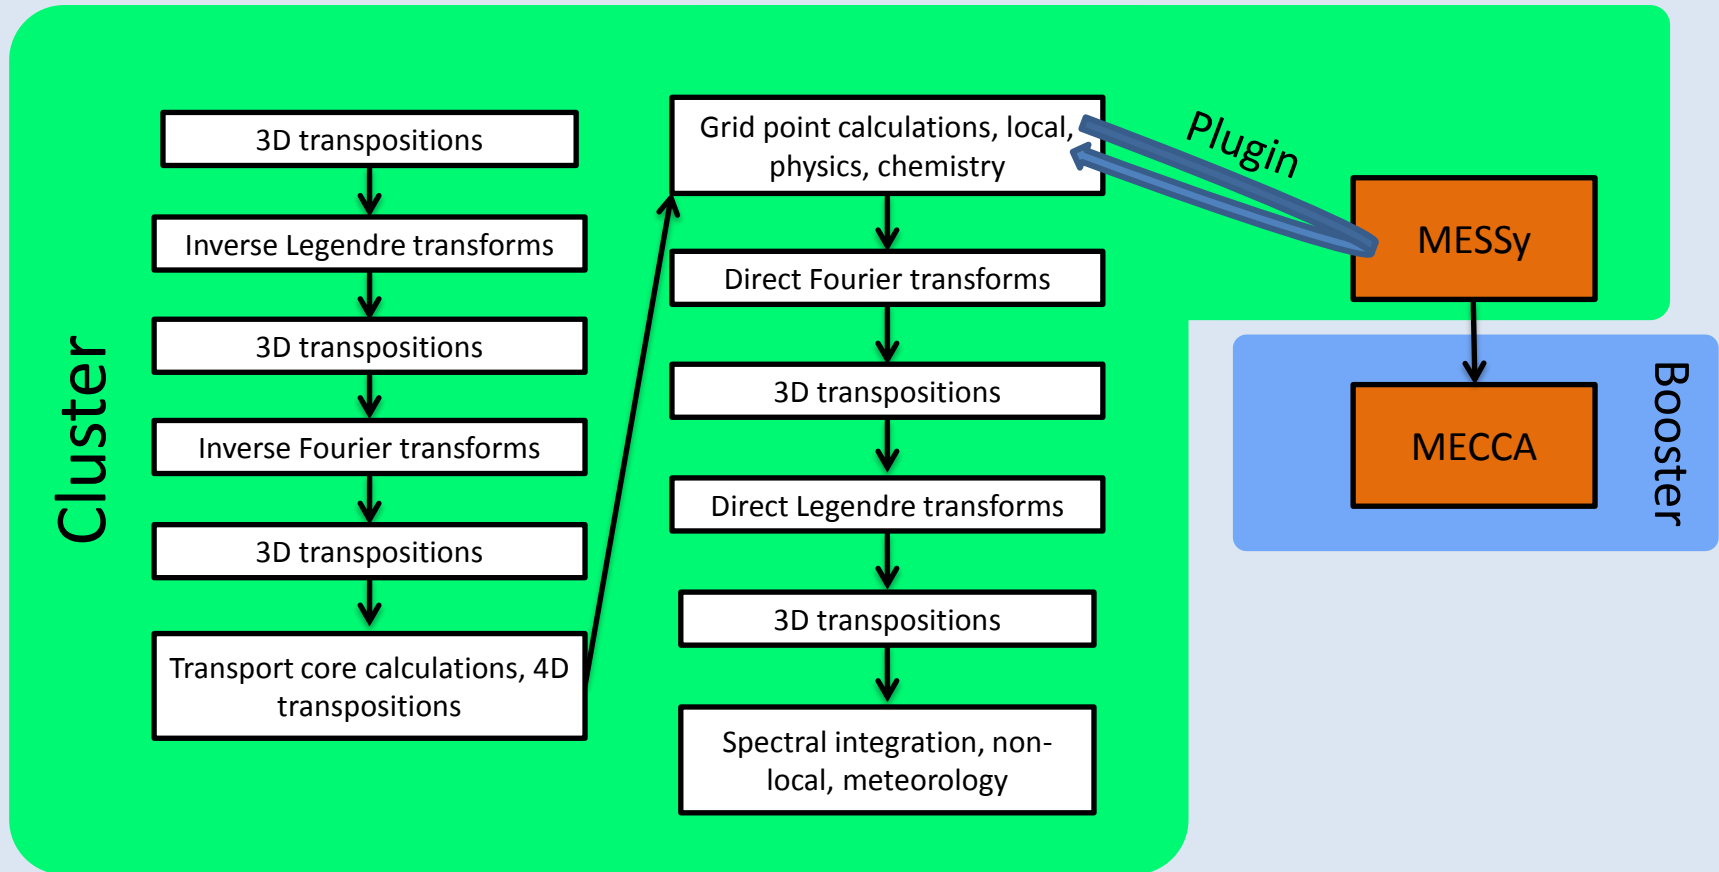 Cluster
3D transpositions
Inverse Legendre transforms
3D transpositions
Inverse Fourier transforms
3D transpositions
Transport core calculations, 4D
transpositions
Grid point calculations, local,
physics, chemistry
Direct Fourier transforms
3D transpositions
Direct Legendre transforms
3D transpositions
Spectral integration, non-
local, meteorology
Plugin
MESSy
MECCA
Booster